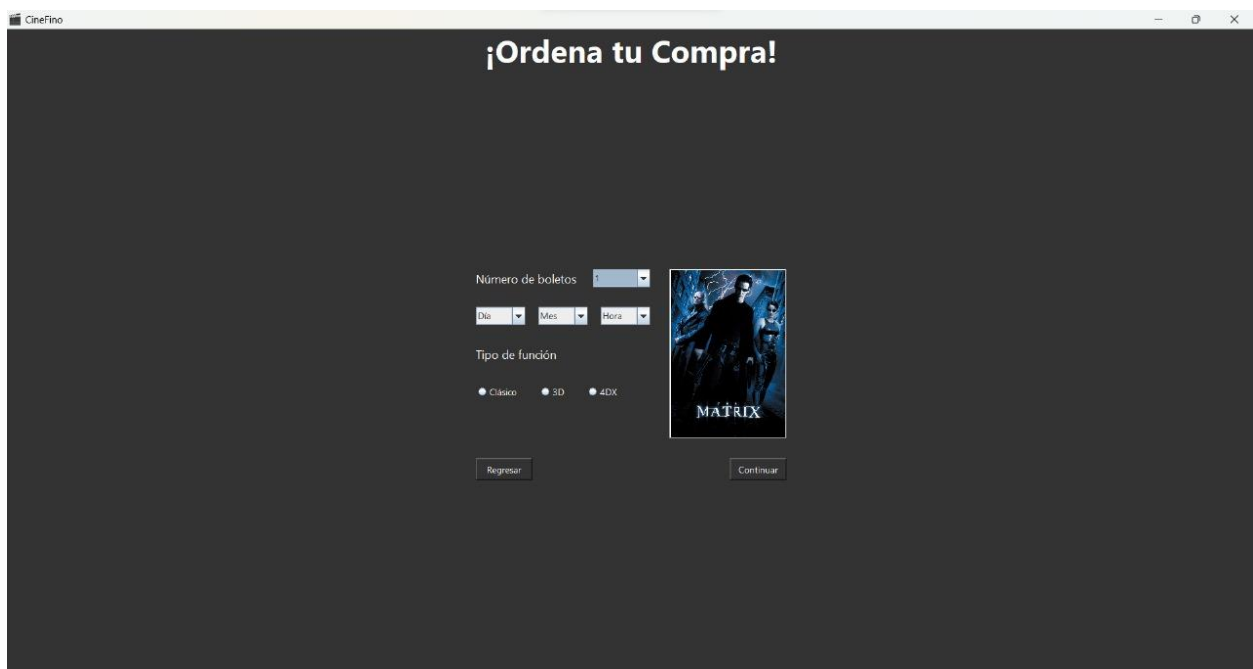 CineFino
¡Ordena tu Compra!
Número de boletos 1
Día Mes Hora
Tipo de función
Clásico 3D 4DX
THE
MATRIX
Regresar Continuar